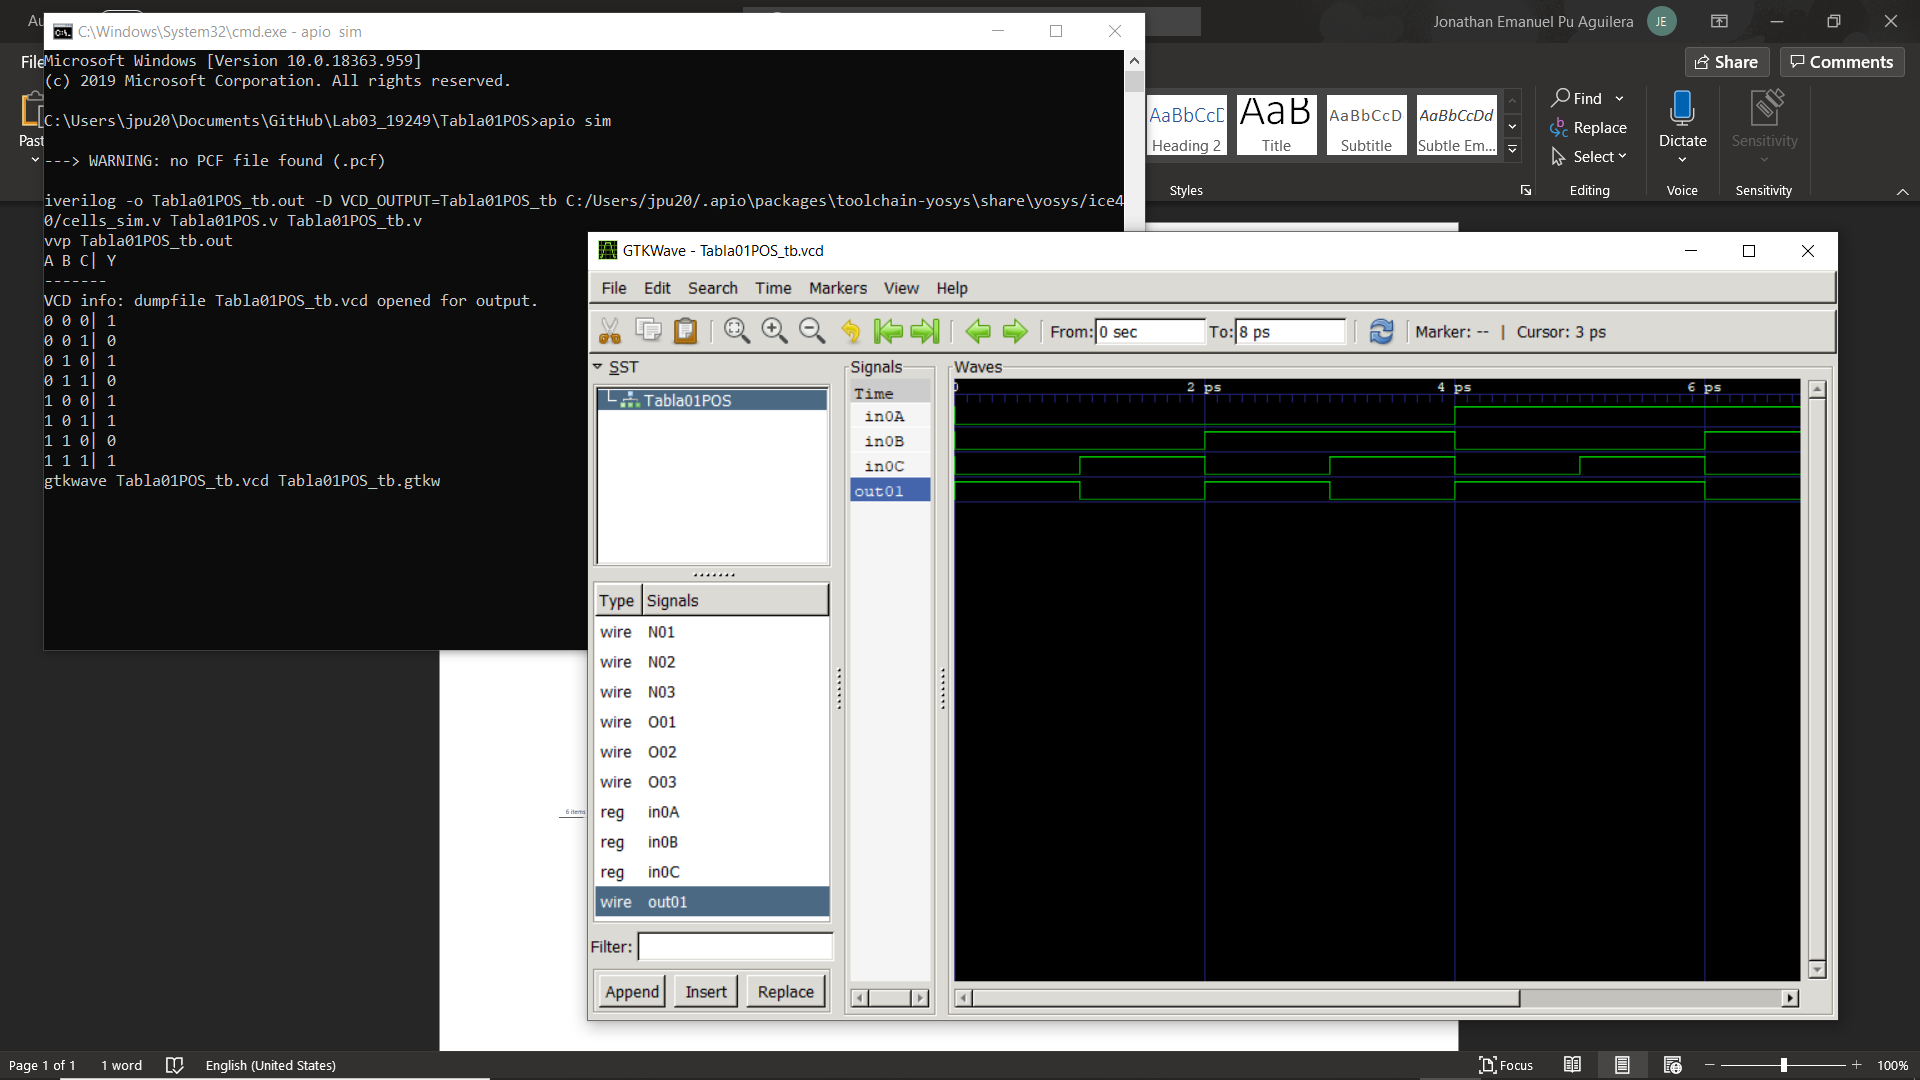 Au
Jonathan Emanuel Pu Aguilera
JE
C:\Windows\System32\cmd.exe - apio  sim
File
Share
Comments
Past
AaBbCcD
Heading 2
AaB
Title
AaBbCcD
Subtitle
AaBbCcDd
Subtle Em...
Styles
Find
Replace
Select
Editing
Dictate
Voice
Sensitivity
Sensitivity
Microsoft Windows [Version 10.0.18363.959]
(c) 2019 Microsoft Corporation. All rights reserved.
C:\Users\jpu20\Documents\GitHub\Lab03_19249\Tabla01POS>apio sim
---> WARNING: no PCF file found (.pcf)
iverilog -o Tabla01POS_tb.out -D VCD_OUTPUT=Tabla01POS_tb C:/Users/jpu20/.apio\packages\toolchain-yosys\share\yosys/ice4
0/cells_sim.v Tabla01POS.v Tabla01POS_tb.v
vvp Tabla01POS_tb.out
A B C| Y
-------
VCD info: dumpfile Tabla01POS_tb.vcd opened for output.
0 0 0| 1
0 0 1| 0
0 1 0| 1
0 1 1| 0
1 0 0| 1
1 0 1| 1
1 1 0| 0
1 1 1| 1
gtkwave Tabla01POS_tb.vcd Tabla01POS_tb.gtkw
GTKWave - Tabla01POS_tb.vcd
File Edit Search Time Markers View Help
From: 0 sec To: 8 ps Marker: -- | Cursor: 3 ps
SST
Tabla01POS
Type Signals
wire N01
wire N02
wire N03
wire O01
wire O02
wire O03
reg in0A
reg in0B
reg in0C
wire out01
Filter:
Append Insert Replace
Signals
Time
in0A
in0B
in0C
out01
Waves
0 2 ps 4 ps 6 ps
6 items
Page 1 of 1 1 word English (United States) Focus 100%